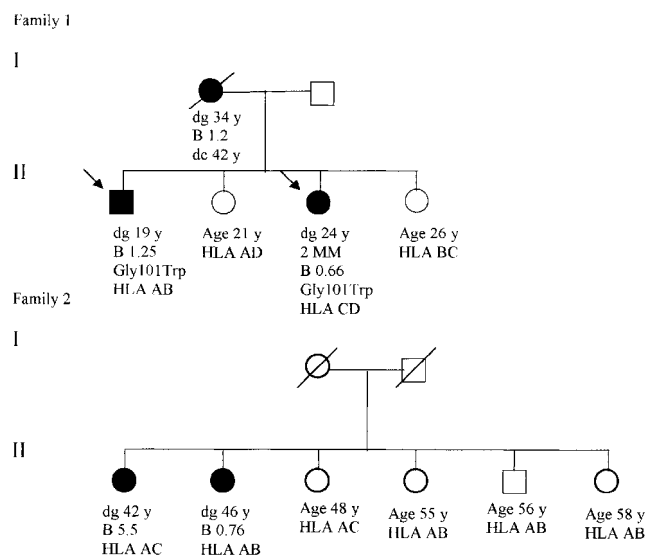 Family 1
I
dg 34 y
B 1.2
dc 42 y
II
dg 19 y
B 1.25
Gly101Trp
HLA AB
Age 21 y
HLA AD
dg 24 y
2 MM
B 0.66
Gly101Trp
HLA CD
Age 26 y
HLA BC
Family 2
I
II
dg 42 y
B 5.5
HLA AC
dg 46 y
B 0.76
HLA AB
Age 48 y
HLA AC
Age 55 y
HLA AB
Age 56 y
HLA AB
Age 58 y
HLA AB